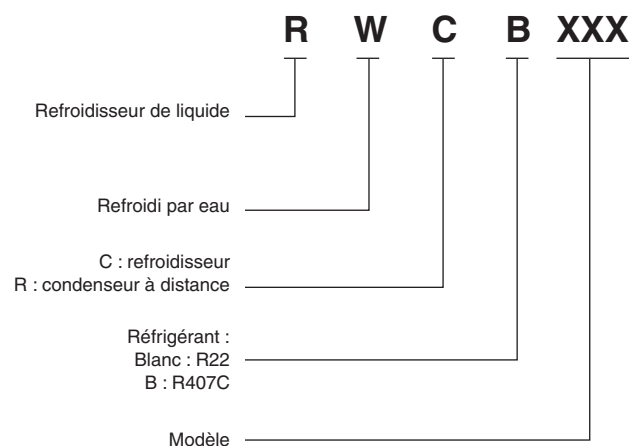 R W C B XXX
Refroidisseur de liquide
Refroidi par eau
C : refroidisseur
R : condenseur à distance
Réfrigérant :
Blanc : R22
B : R407C
Modèle